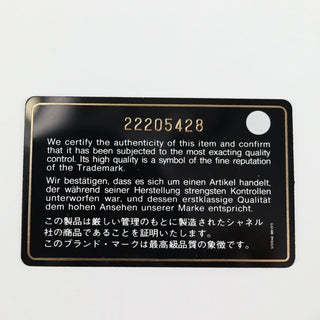 22205428
We certify the authenticity of this item and confirm
that it has been subjected to the most exacting quality
control. Its high quality is a symbol of the fine reputation
of the Trademark.
Wir bestätigen, dass es sich um einen Artikel handelt,
der während seiner Herstellung strengsten Kontrollen
unterworfen war, und dessen erstklassige Qualität
dem hohen Ansehen unserer Marke entspricht.
この製品は厳しい管理のもとに製造されたシャネル
社の商品であることを証明いたします。
このブランド・マークは最高級品質の象徴です。